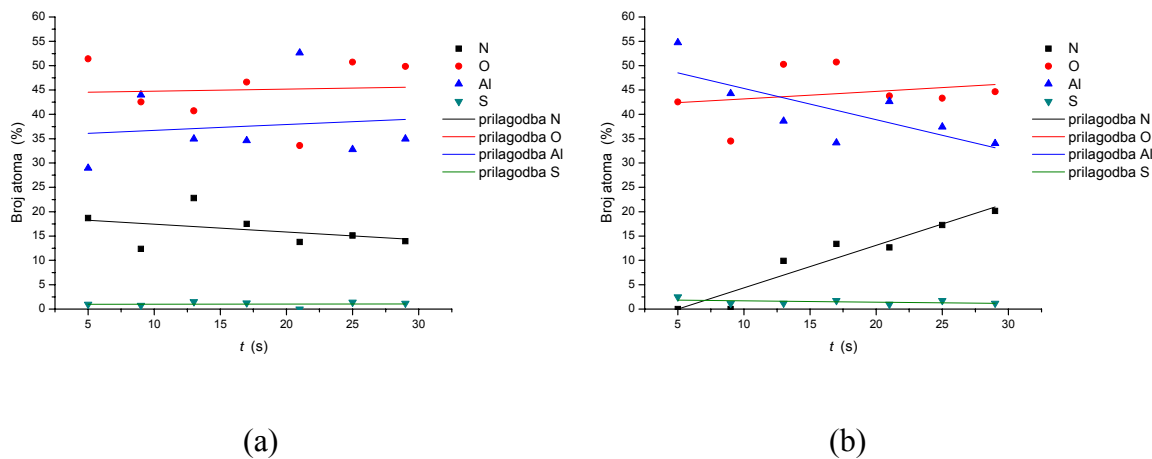 60
55
50
45
40
35
30
25
20
15
10
5
0
Broj atoma (%)
5 10 15 20 25 30
t (s)
N
O
Al
S
prilagodba N
prilagodba O
prilagodba Al
prilagodba S
(a)
60
55
50
45
40
35
30
25
20
15
10
5
0
Broj atoma (%)
5 10 15 20 25 30
t (s)
N
O
Al
S
prilagodba N
prilagodba O
prilagodba Al
prilagodba S
(b)